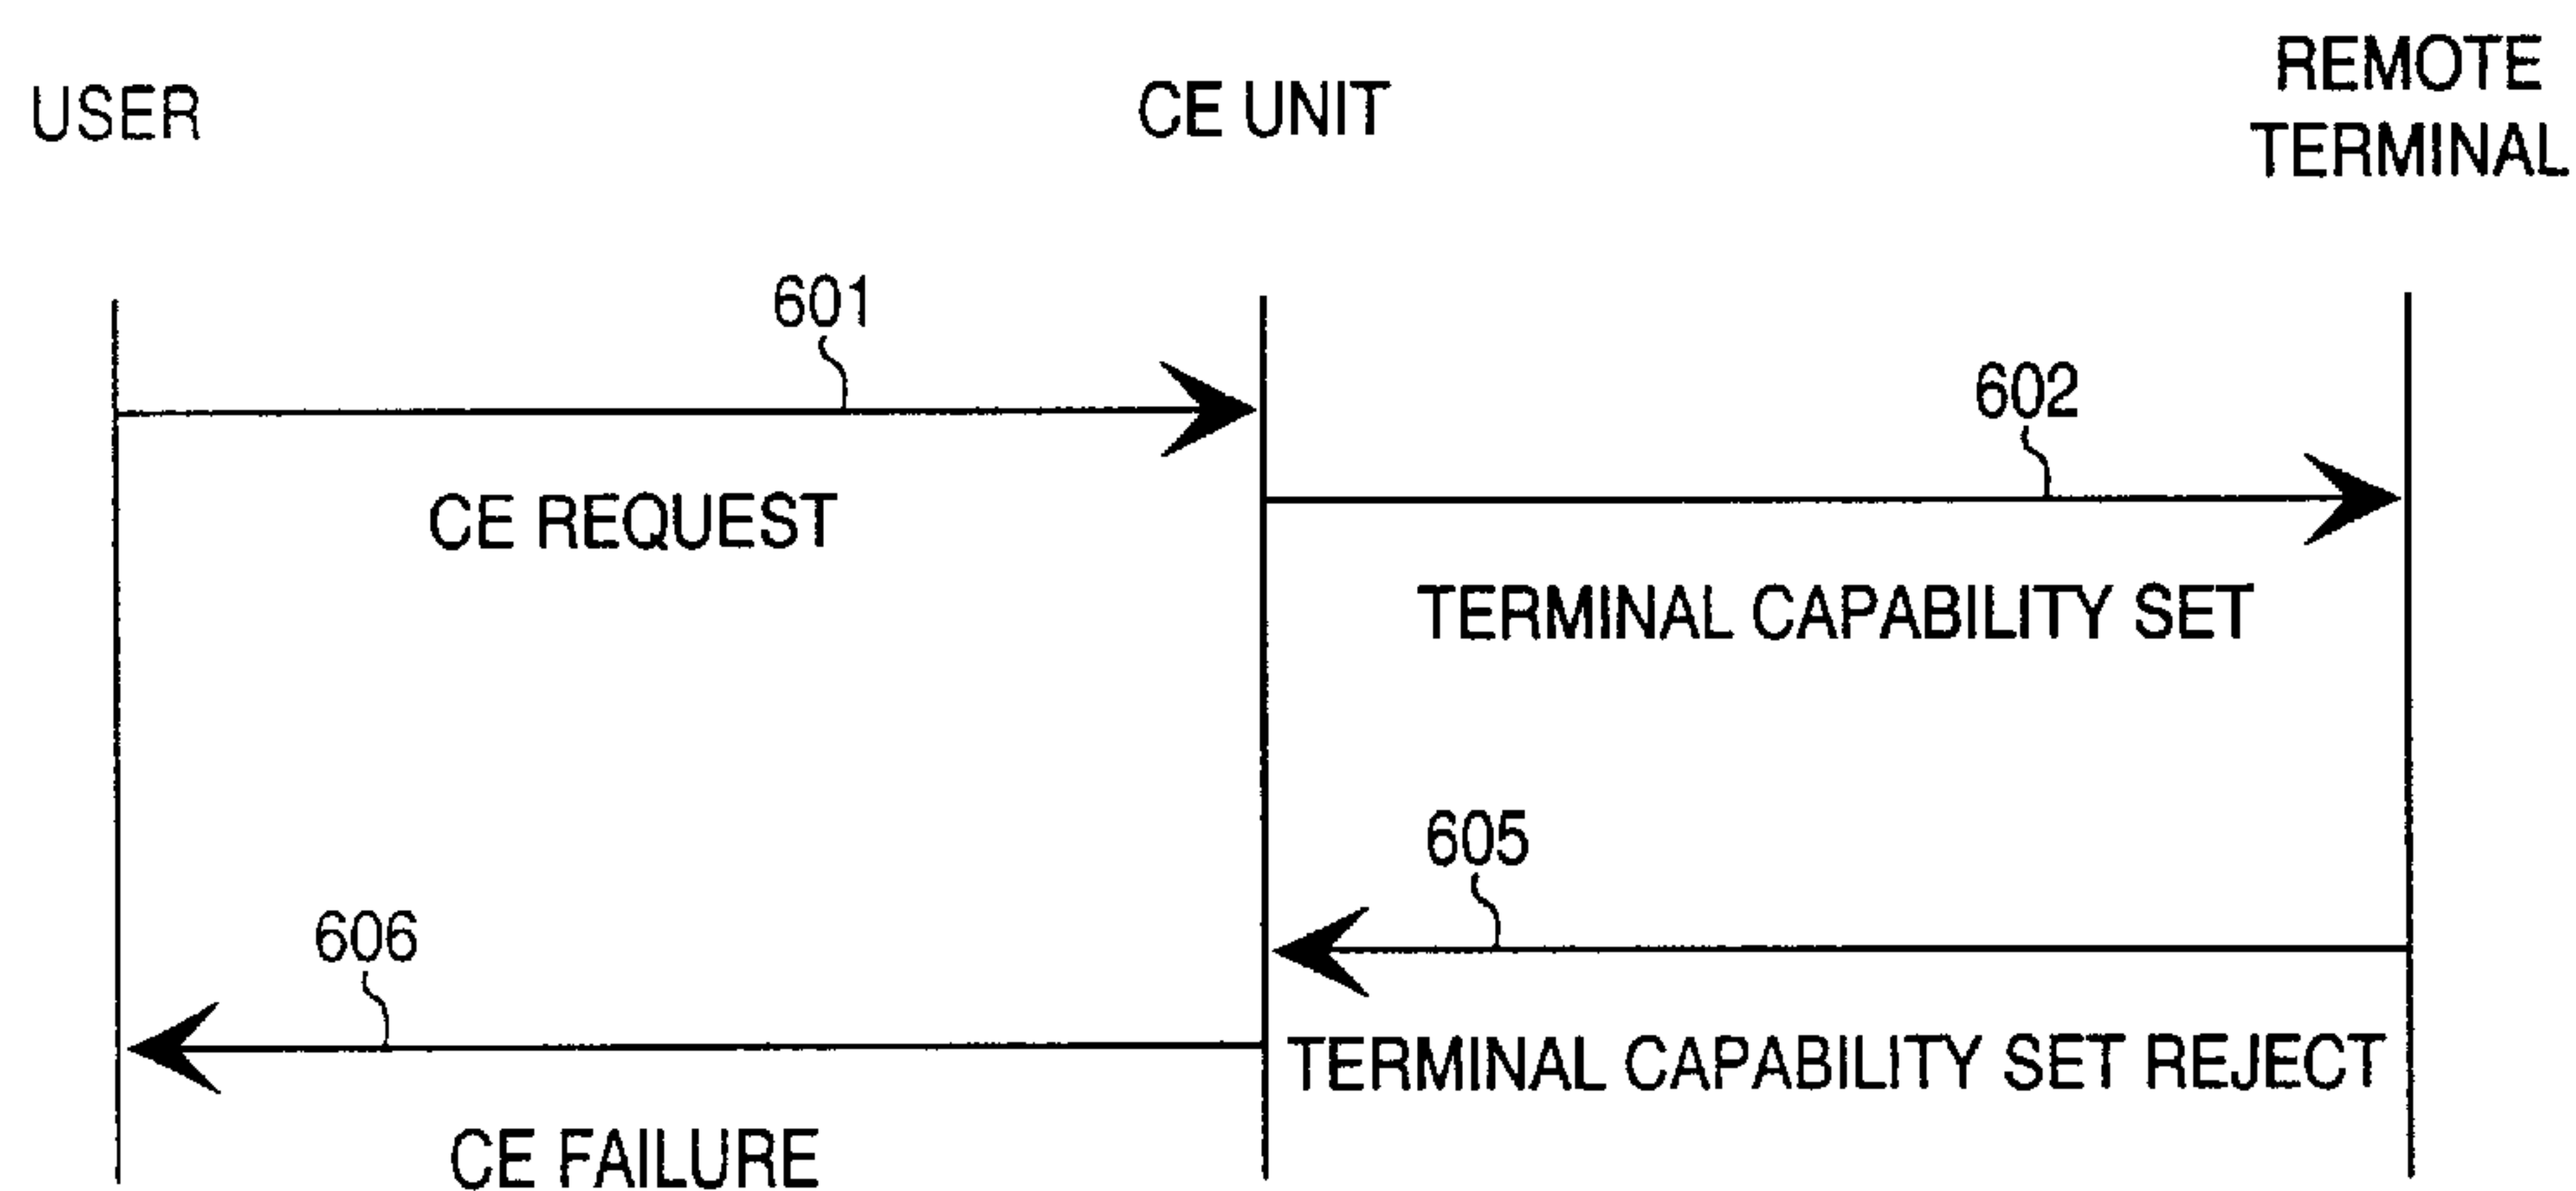 USER
CE UNIT
REMOTE
TERMINAL
601
CE REQUEST
602
TERMINAL CAPABILITY SET
605
TERMINAL CAPABILITY SET REJECT
606
CE FAILURE